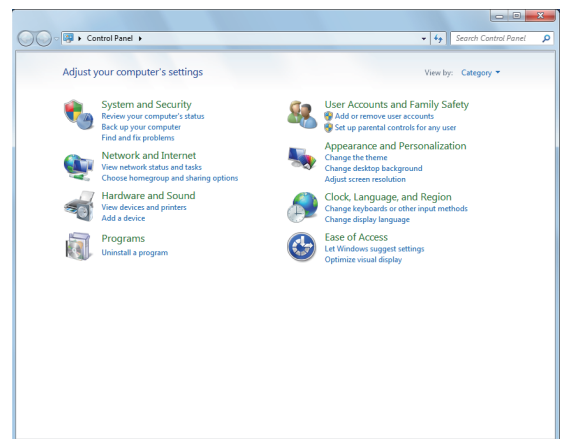 Control Panel
Search Control Panel
Adjust your computer's settings
View by: Category
System and Security
Review your computer's status
Back up your computer
Find and fix problems
Network and Internet
View network status and tasks
Choose homegroup and sharing options
Hardware and Sound
View devices and printers
Add a device
Programs
Uninstall a program
User Accounts and Family Safety
Add or remove user accounts
Set up parental controls for any user
Appearance and Personalization
Change the theme
Change desktop background
Adjust screen resolution
Clock, Language, and Region
Change keyboards or other input methods
Change display language
Ease of Access
Let Windows suggest settings
Optimize visual display